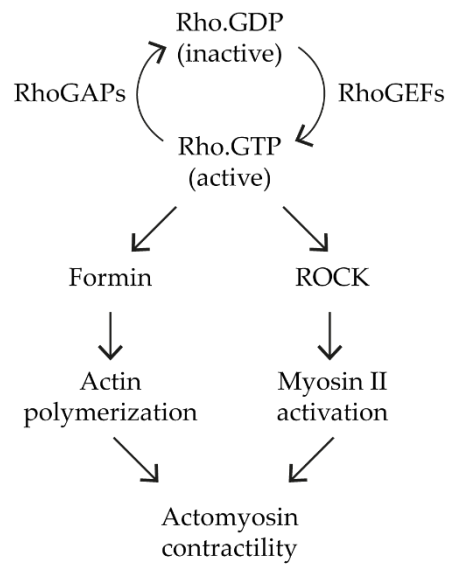 Rho.GDP
(inactive)
RhoGAPs
RhoGEFs
Rho.GTP
(active)
Formin
ROCK
Actin
polymerization
Myosin II
activation
Actomyosin
contractility